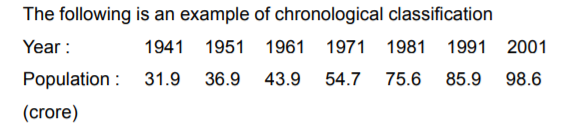 The following is an example of chronological classification
Year : 1941 1951 1961 1971 1981 1991 2001
Population : 31.9 36.9 43.9 54.7 75.6 85.9 98.6
(crore)